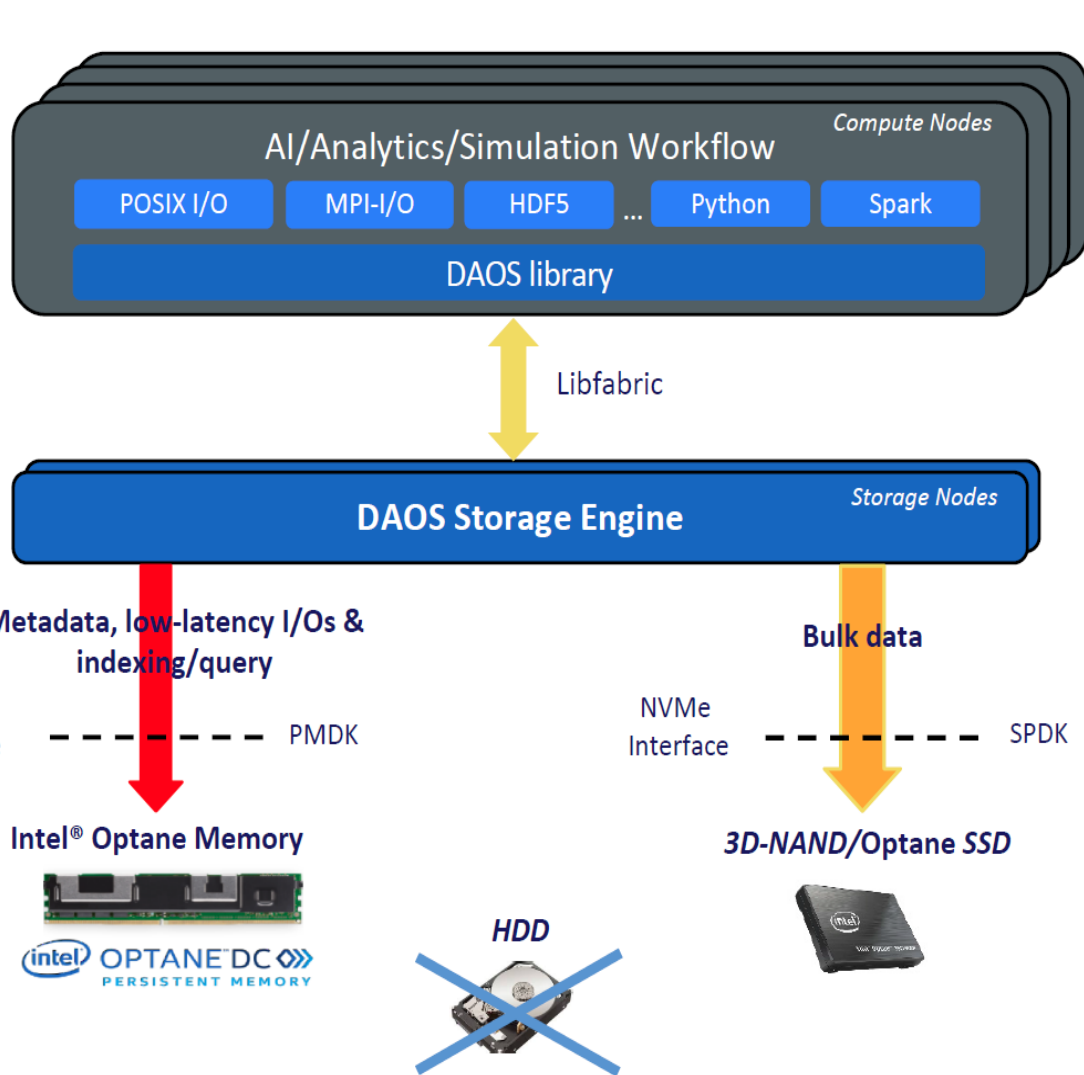 Compute Nodes
AI/Analytics/Simulation Workflow
POSIX I/O
MPI-I/O
HDF5
...
Python
Spark
DAOS library
Libfabric
Storage Nodes
DAOS Storage Engine
Metadata, low-latency I/Os &
indexing/query
Bulk data
PMDK
NVMe
Interface
SPDK
Intel® Optane Memory
3D-NAND/Optane SSD
(intel) OPTANE™DC
PERSISTENT MEMORY
HDD
(intel)